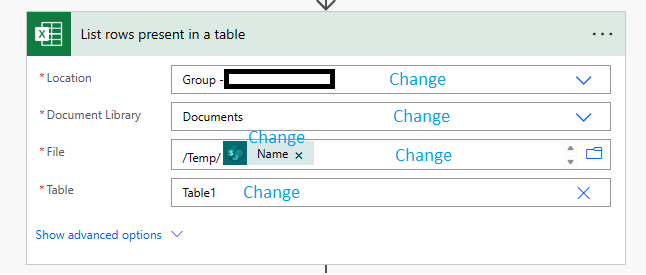 List rows present in a table
* Location Group - Change
* Document Library Documents Change
Change
* File /Temp/ Name × Change
* Table Table1 Change
Show advanced options